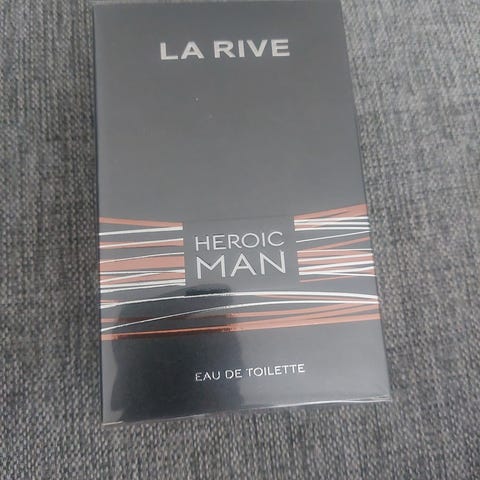 LA RIVE
HEROIC
MAN
EAU DE TOILETTE